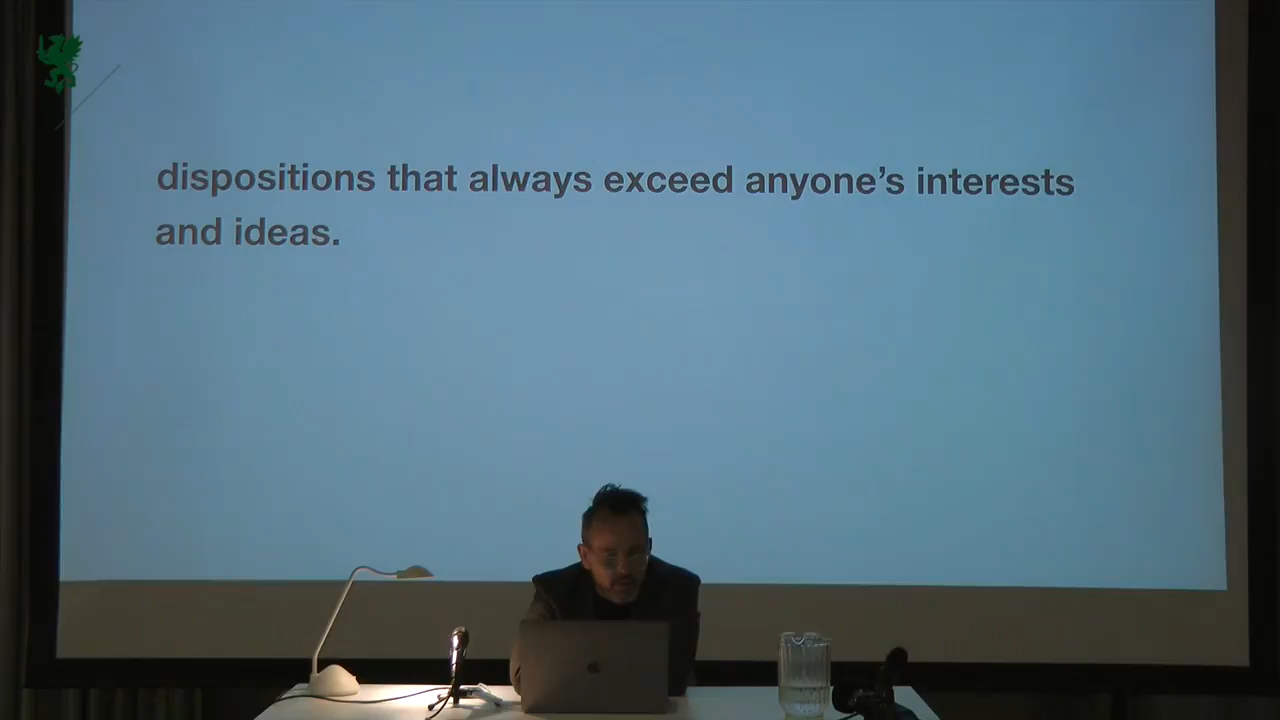 dispositions that always exceed anyone’s interests
and ideas.